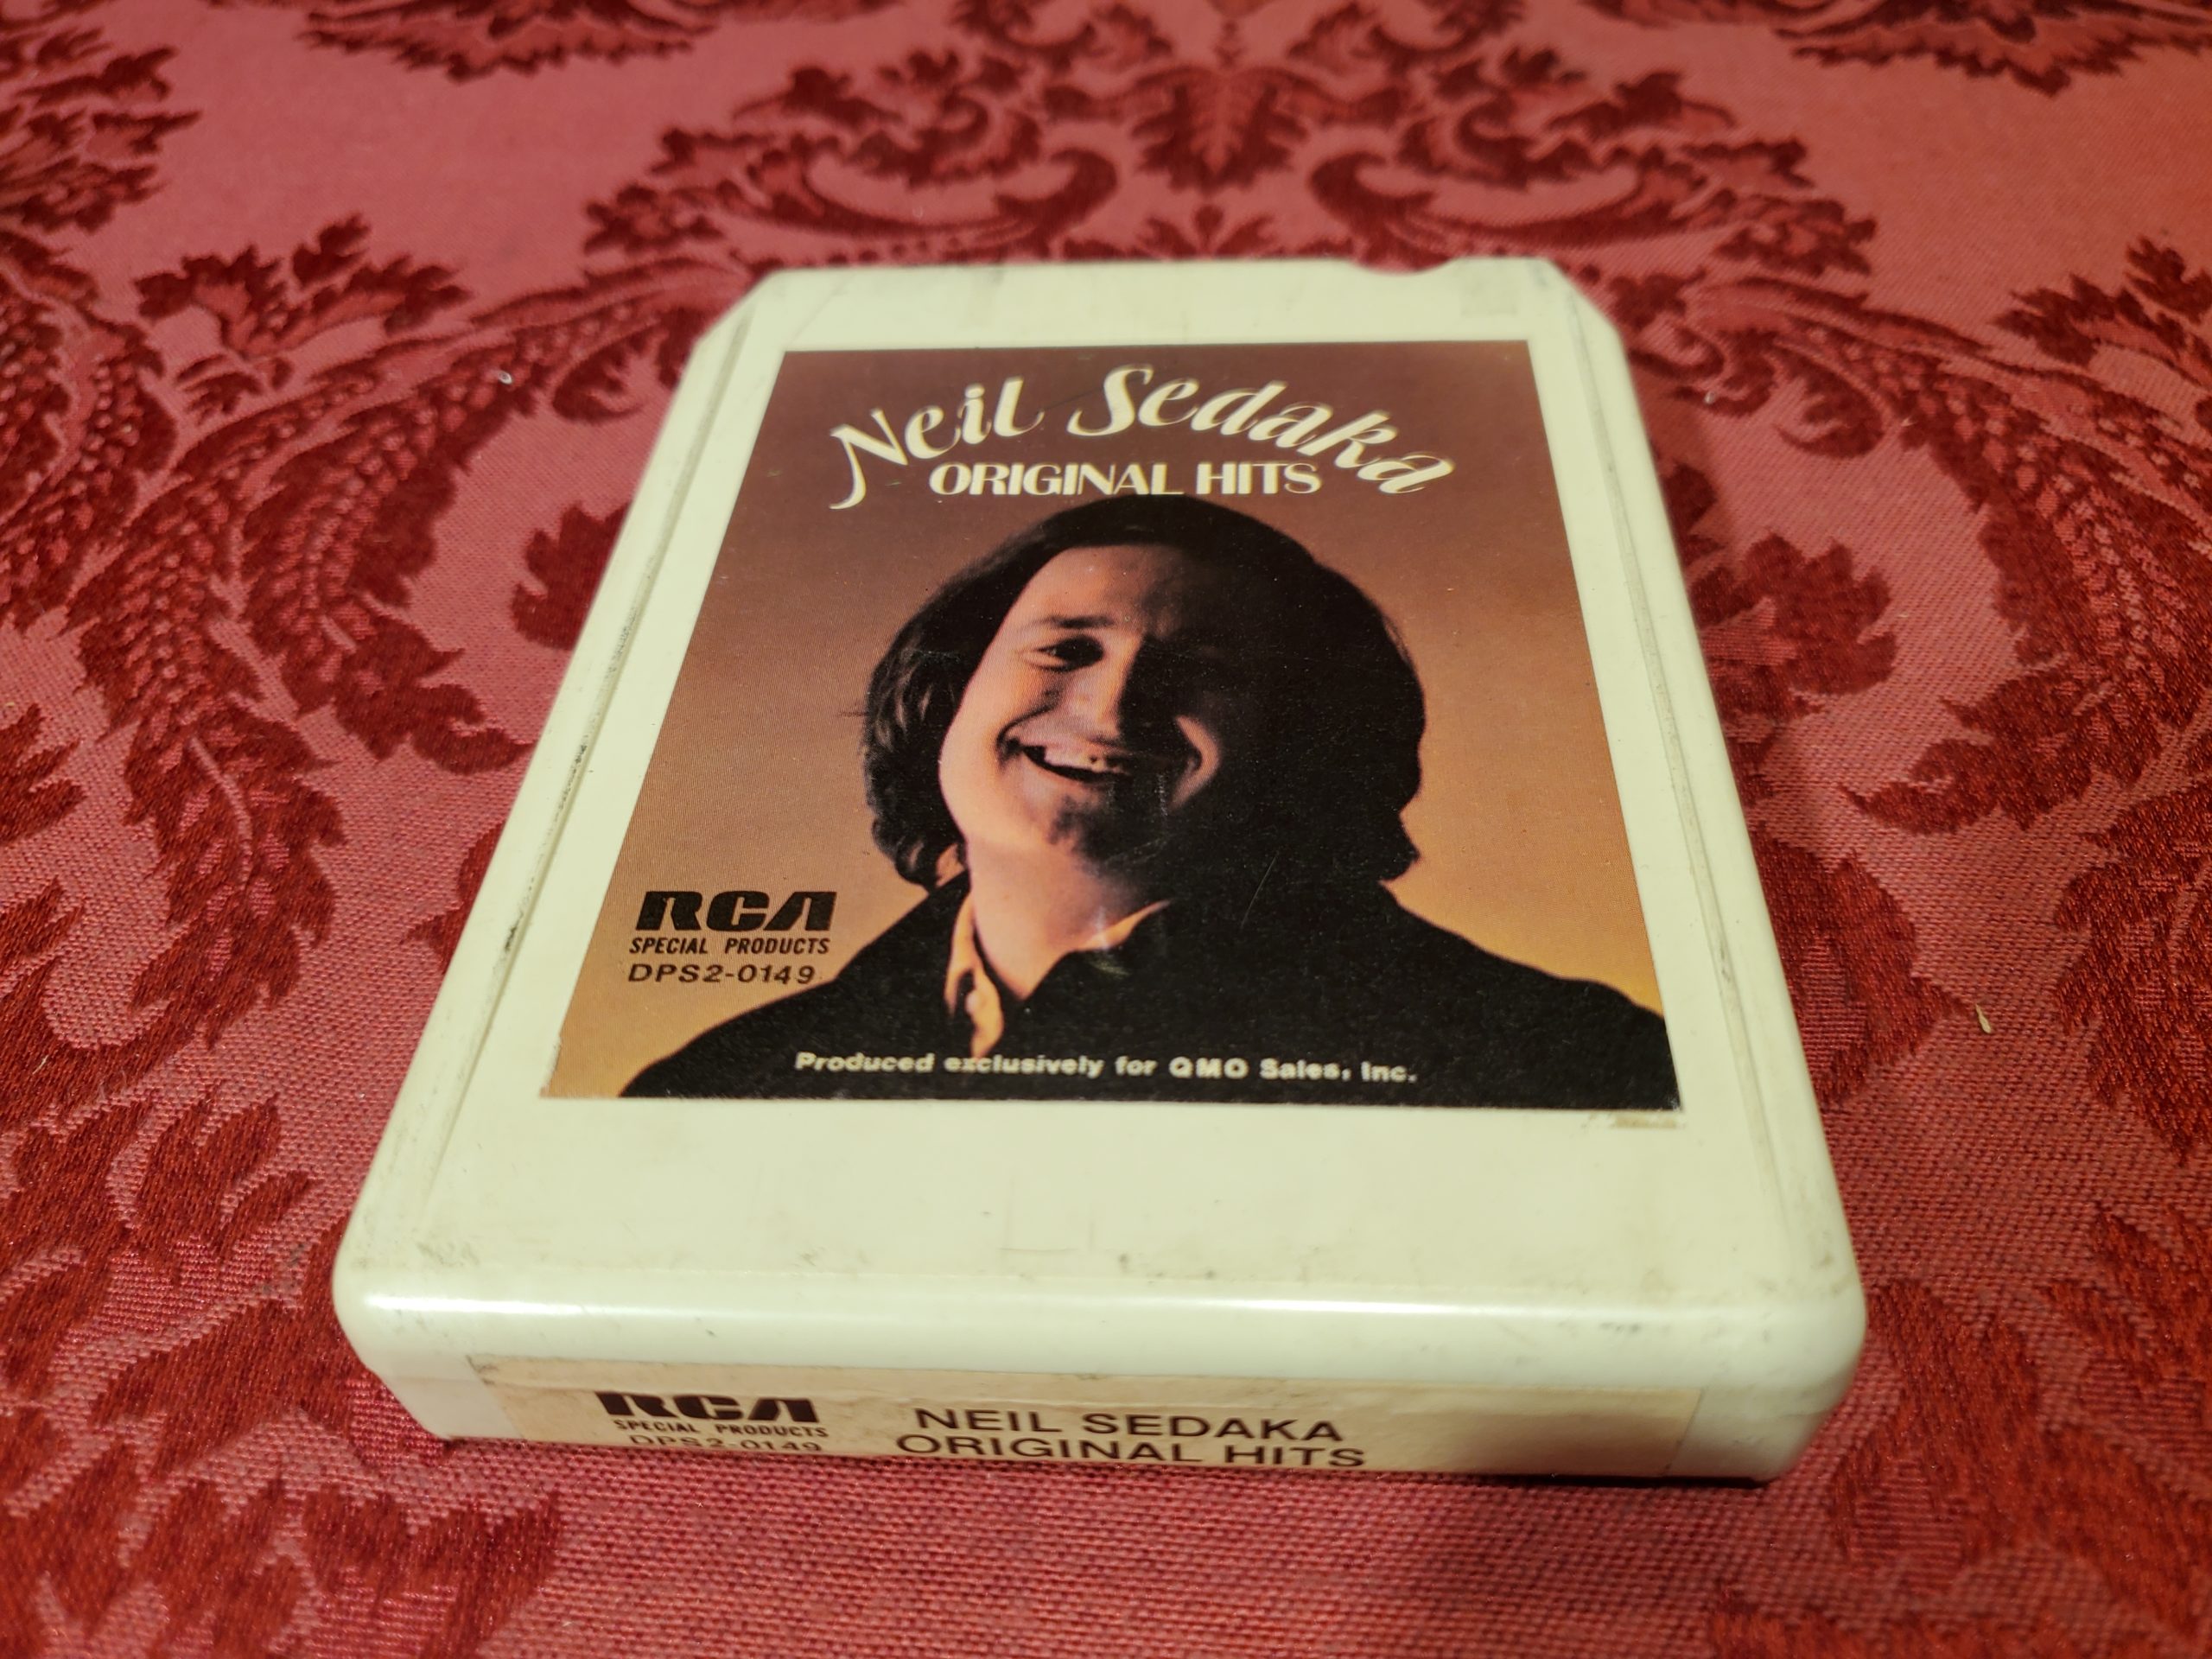 Neil Sedaka
ORIGINAL HITS
RCA
SPECIAL PRODUCTS
DPS2-0149
Produced exclusively for QMO Sales, Inc.
RCA
SPECIAL PRODUCTS
DPS2-0149
NEIL SEDAKA
ORIGINAL HITS